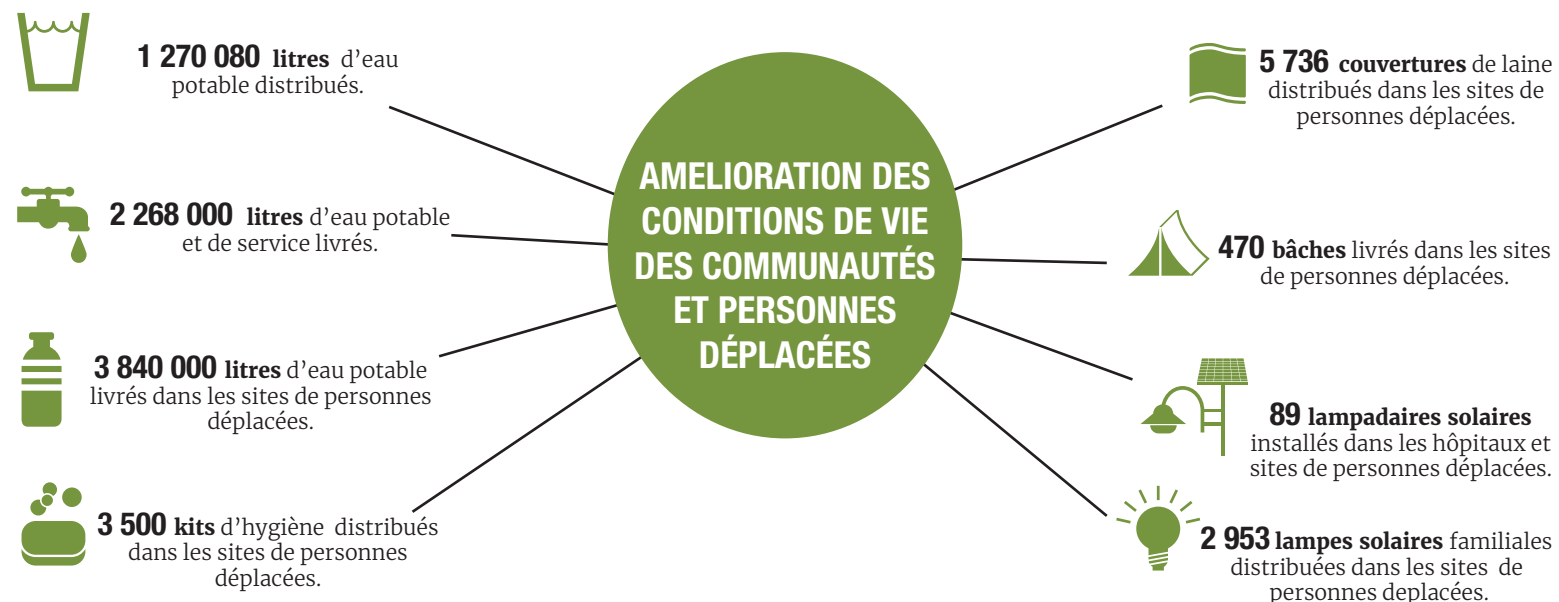 1 270 080 litres d’eau
potable distribués.
2 268 000 litres d’eau potable
et de service livrés.
3 840 000 litres d’eau potable
livrés dans les sites de personnes
déplacées.
3 500 kits d’hygiène distribués
dans les sites de personnes
déplacées.
AMELIORATION DES
CONDITIONS DE VIE
DES COMMUNAUTÉS
ET PERSONNES
DÉPLACÉES
5 736 couvertures de laine
distribués dans les sites de
personnes déplacées.
470 bâches livrés dans les sites
de personnes déplacées.
89 lampadaires solaires
installés dans les hôpitaux et
sites de personnes déplacées.
2 953 lampes solaires familiales
distribuées dans les sites de
personnes deplacées.